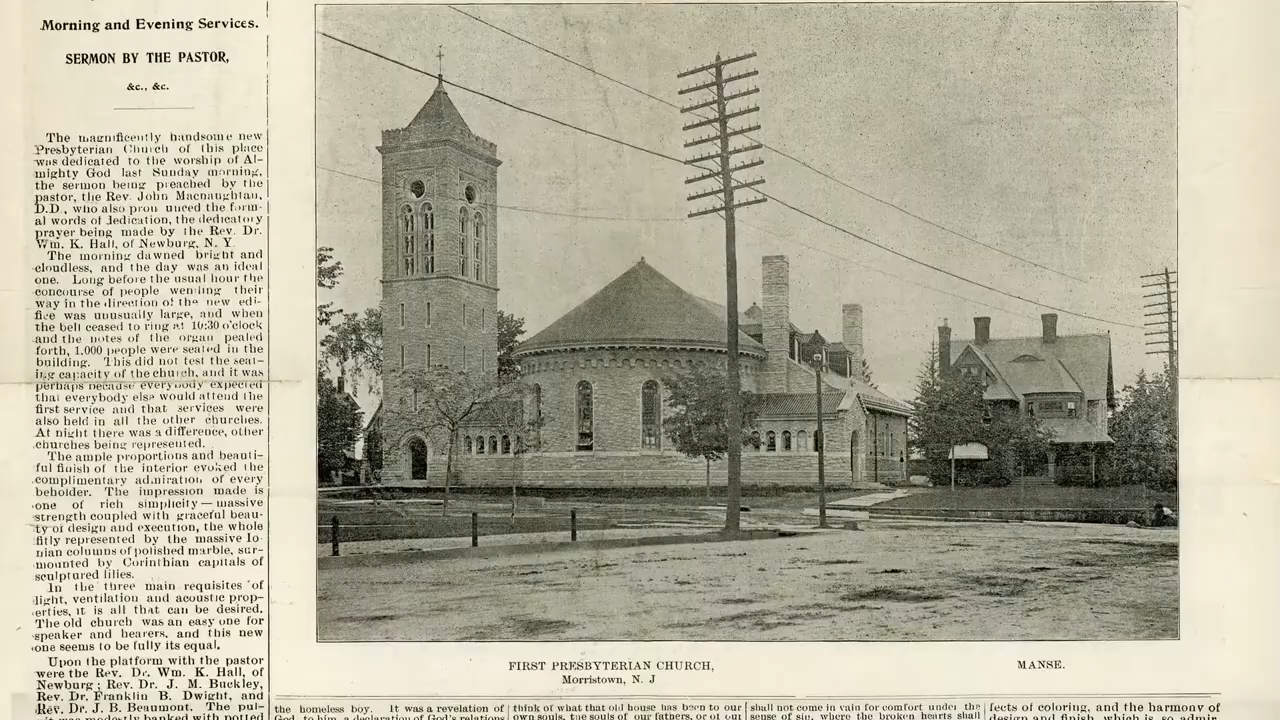 Morning and Evening Services.
SERMON BY THE PASTOR,
&c., &c.
The magnificently handsome new
Presbyterian Church of this place
was dedicated to the worship of Al-
mighty God last Sunday morning,
the sermon being preached by the
pastor, the Rev. John Macnaughtan,
D.D., who also pronounced the form-
al words of dedication, the dedicatory
prayer being made by the Rev. Dr.
Wm. K. Hall, of Newburg, N. Y.
The morning dawned bright and
cloudless, and the day was an ideal
one. Long before the usual hour the
concourse of people wending their
way in the direction of the new edi-
fice was unusually large, and when
the bell ceased to ring at 10:30 o'clock
and the notes of the organ pealed
forth, 1,000 people were seated in the
building. This did not test the seat-
ing capacity of the church, and it was
perhaps because everybody expected
that everybody else would attend the
first service and that services were
also held in all the other churches.
At night there was a difference, other
churches being represented.
The ample proportions and beauti-
ful finish of the interior evoked the
complimentary admiration of every
beholder. The impression made is
one of rich simplicity — massive
strength coupled with graceful beau-
ty of design and execution, the whole
fitly represented by the massive Io-
nian columns of polished marble, sur-
mounted by Corinthian capitals of
sculptured lilies.
In the three main requisites of
light, ventilation and acoustic prop-
erties, it is all that can be desired.
The old church was an easy one for
speaker and hearers, and this new
one seems to be fully its equal.
Upon the platform with the pastor
were the Rev. Dr. Wm. K. Hall, of
Newburg; Rev. Dr. J. M. Buckley,
Rev. Dr. Franklin B. Dwight, and
Rev. Dr. J. B. Beaumont. The pul-
pit was modestly banked with potted
FIRST PRESBYTERIAN CHURCH,
Morristown, N. J
MANSE.
the homeless boy. It was a revelation of
God to him, a declaration of God's relations
think of what that old house has been to our
own souls, the souls of our fathers, or of our
shall not come in vain for comfort under the
sense of sin, where the broken hearts shall
fects of coloring, and the harmony of
design and finish, which is so admir